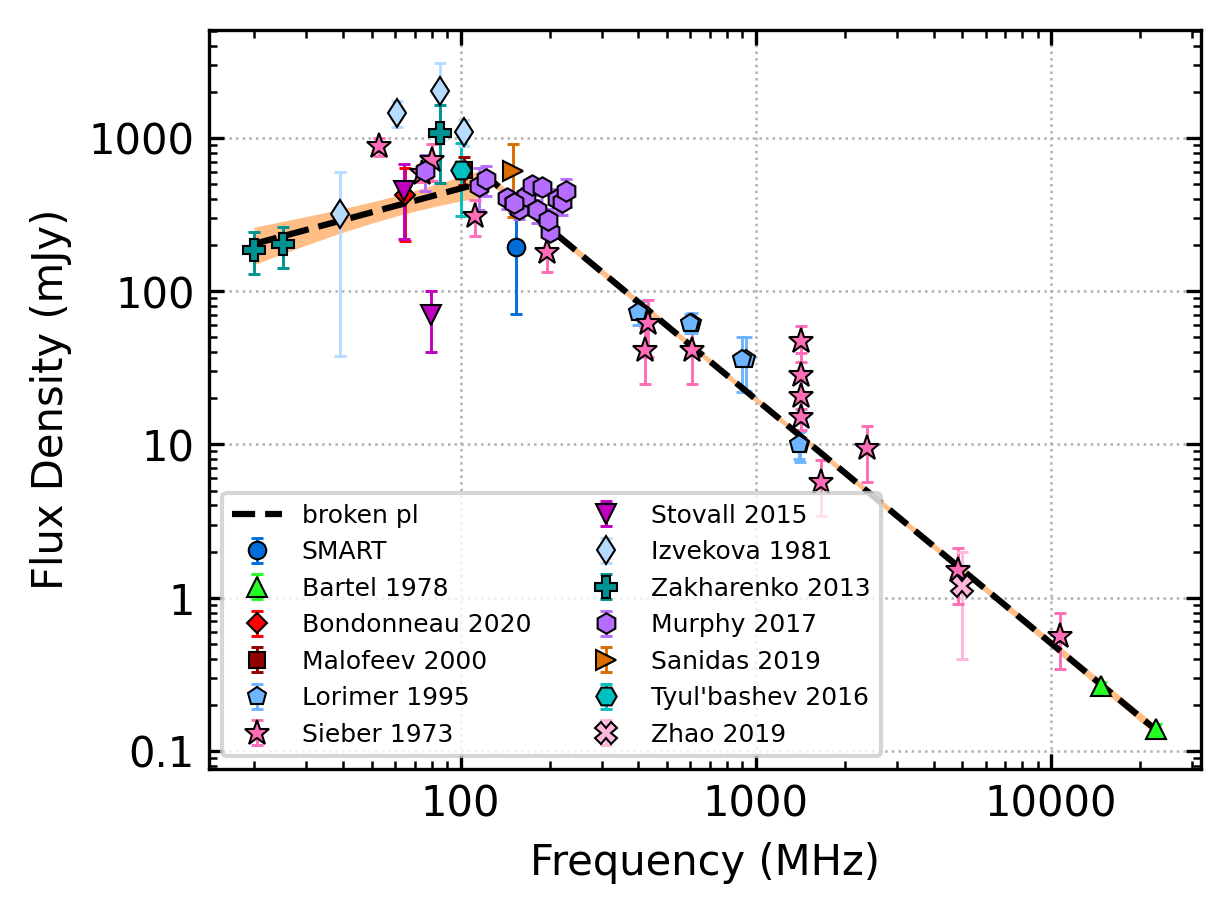 Flux Density (mJy)
1000
100
10
1
0.1
broken pl
SMART
Bartel 1978
Bondonneau 2020
Malofeev 2000
Lorimer 1995
Sieber 1973
Stovall 2015
Izvekova 1981
Zakharenko 2013
Murphy 2017
Sanidas 2019
Tyul'bashev 2016
Zhao 2019
100
1000
10000
Frequency (MHz)